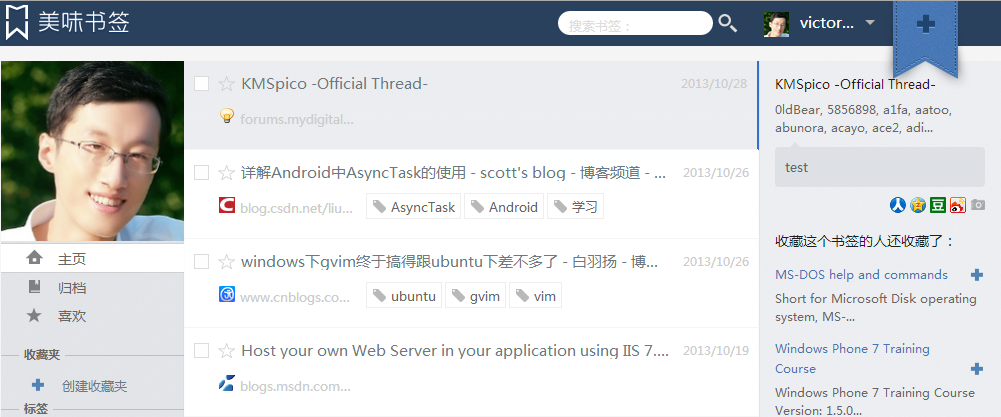 美味书签
搜索书签：
victor...
主页
归档
喜欢
收藏夹
创建收藏夹
标签
KMSpico -Official Thread-
2013/10/28
forums.mydigital...
详解Android中AsyncTask的使用 - scott's blog - 博客频道 - ...
2013/10/26
blog.csdn.net/liu...
AsyncTask
Android
学习
windows下gvim终于搞得跟ubuntu下差不多了 - 白羽扬 - 博...
2013/10/26
www.cnblogs.co...
ubuntu
gvim
vim
Host your own Web Server in your application using IIS 7....
2013/10/19
blogs.msdn.com...
KMSpico -Official Thread-
0ldBear, 5856898, a1fa, aatoo,
abunora, acayo, ace2, adi...
test
人
豆
收藏这个书签的人还收藏了：
MS-DOS help and commands
Short for Microsoft Disk operating
system, MS-...
Windows Phone 7 Training
Course
Windows Phone 7 Training Course
Version: 1.5.0...